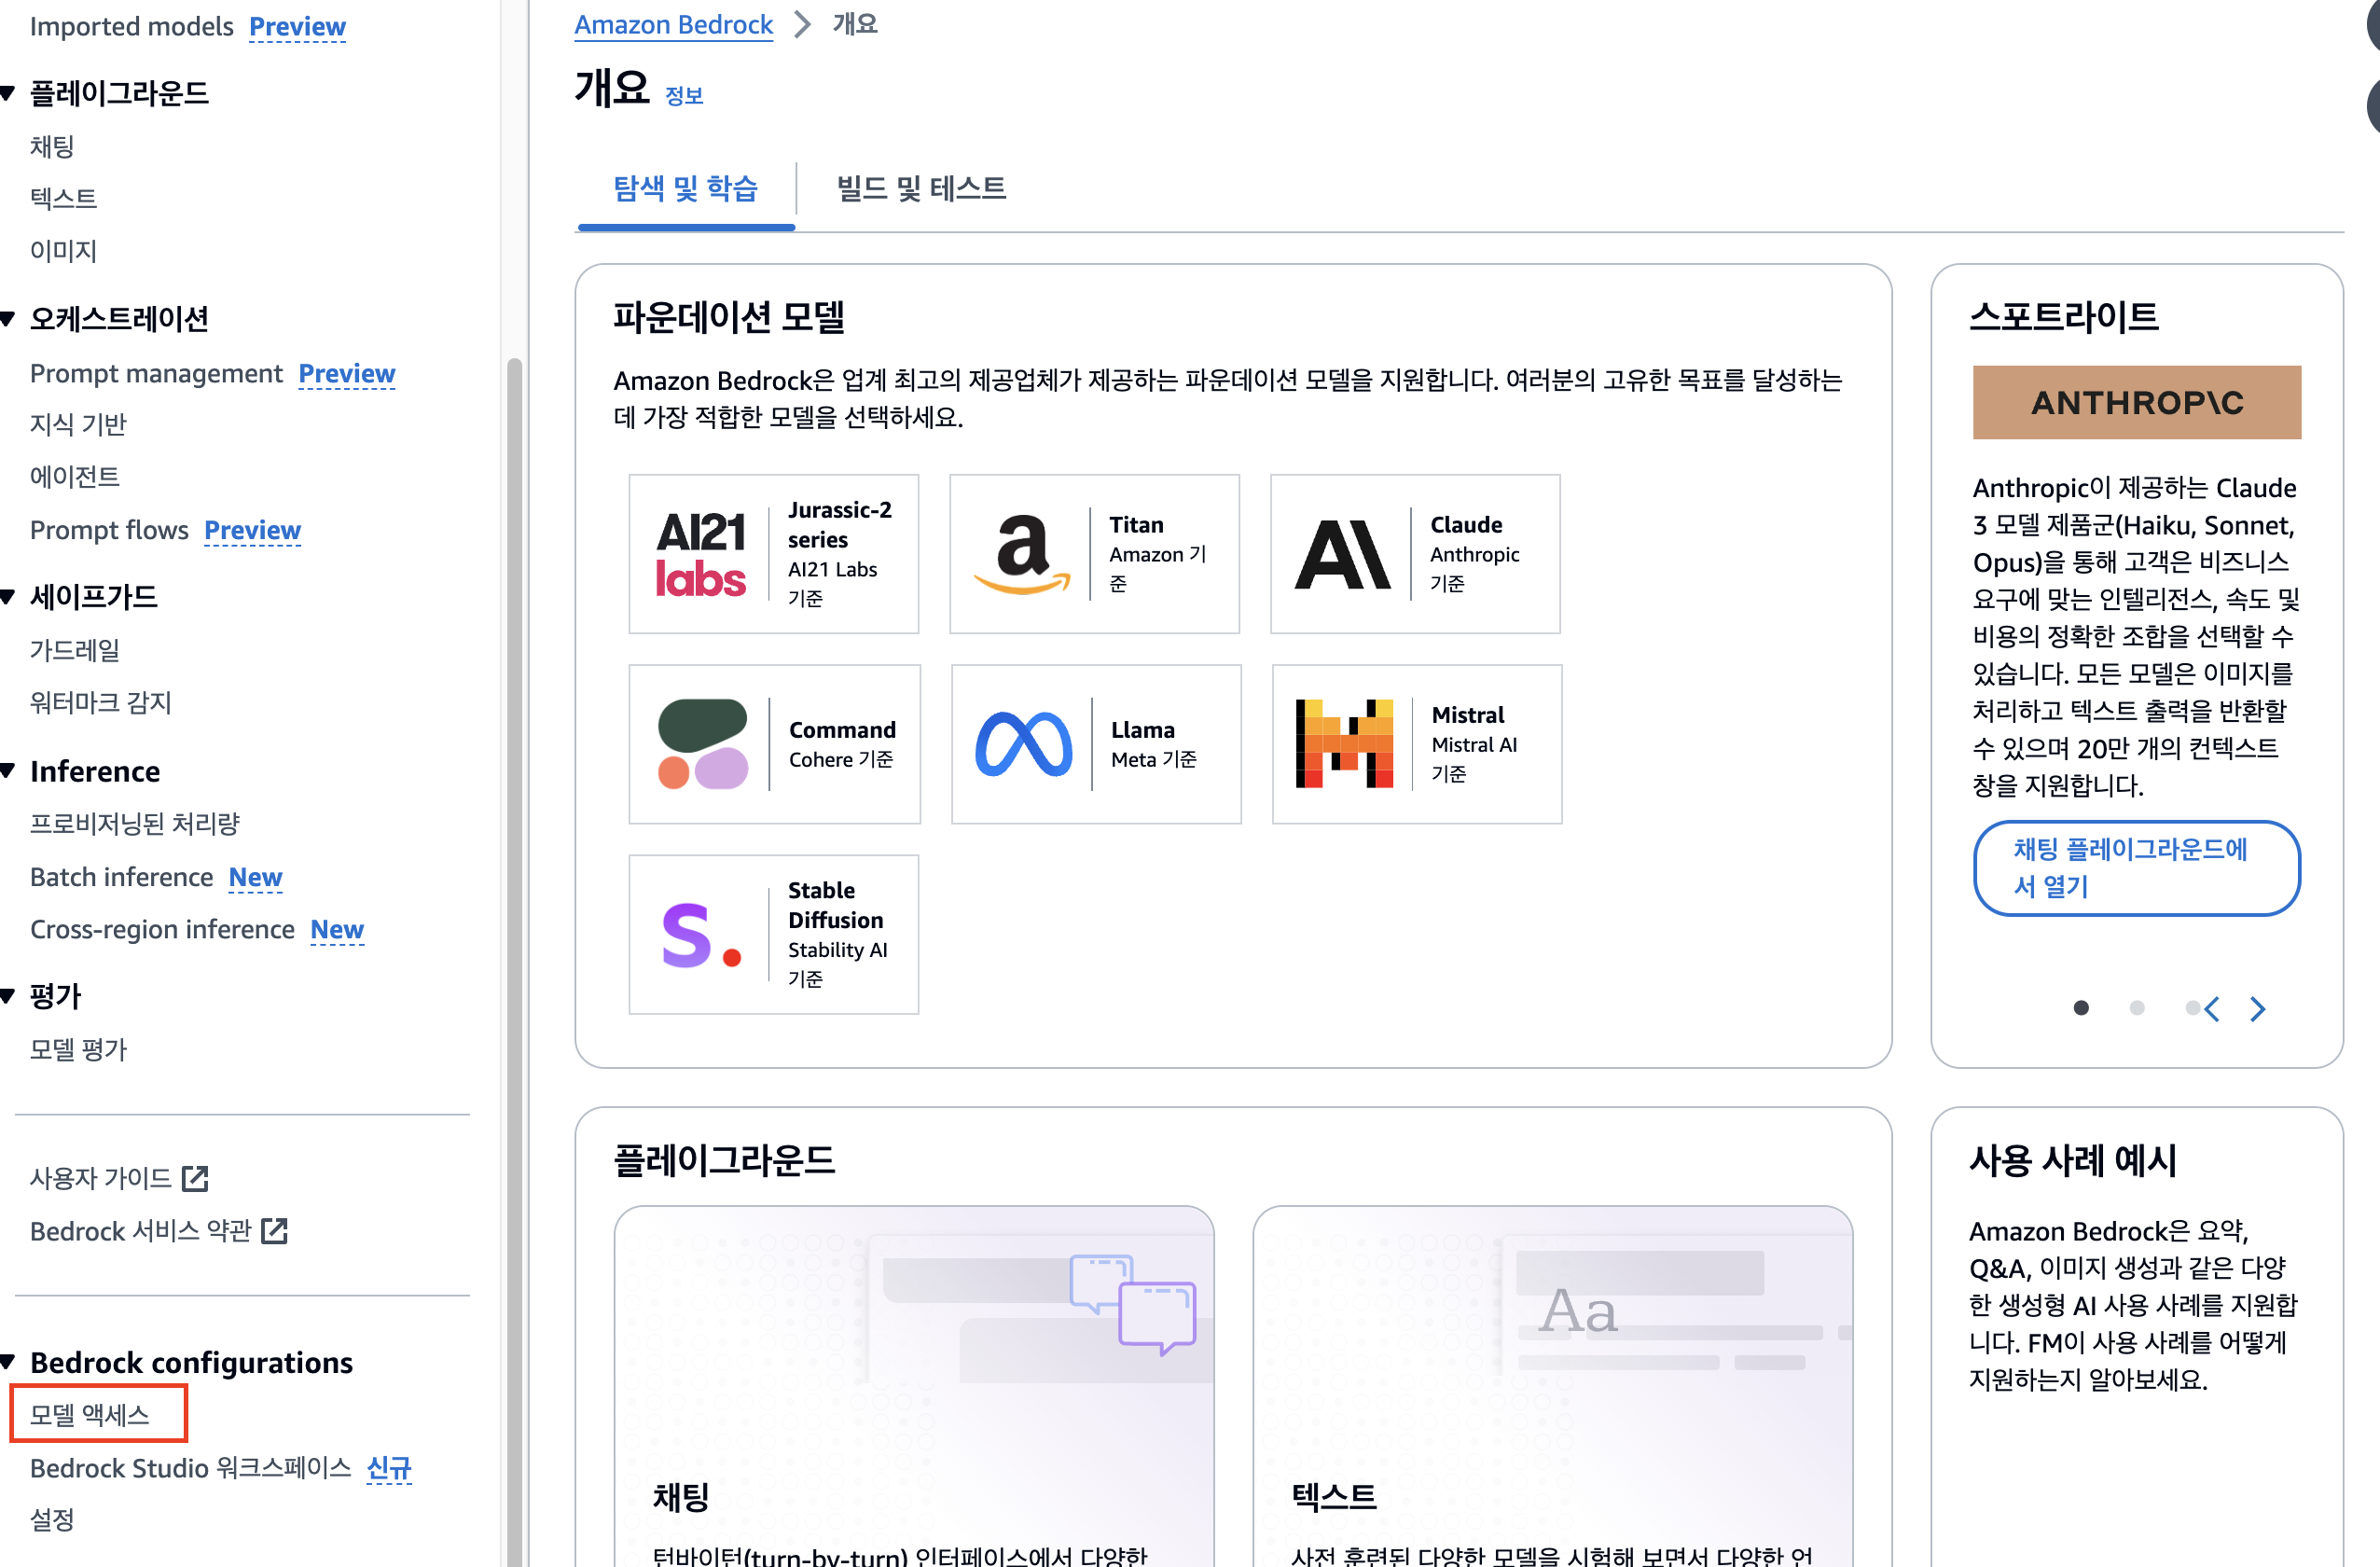 Imported models Preview
플레이그라운드
채팅
텍스트
이미지
오케스트레이션
Prompt management Preview
지식 기반
에이전트
Prompt flows Preview
세이프가드
가드레일
워터마크 감지
Inference
프로비저닝된 처리량
Batch inference New
Cross-region inference New
평가
모델 평가
사용자 가이드
Bedrock 서비스 약관
Bedrock configurations
모델 액세스
Bedrock Studio 워크스페이스 신규
설정
Amazon Bedrock > 개요
개요 정보
탐색 및 학습
빌드 및 테스트
파운데이션 모델
Amazon Bedrock은 업계 최고의 제공업체가 제공하는 파운데이션 모델을 지원합니다. 여러분의 고유한 목표를 달성하는
데 가장 적합한 모델을 선택하세요.
AI21
labs
Jurassic-2
series
AI21 Labs
기준
a
Titan
Amazon 기
준
A\
Claude
Anthropic
기준
Command
Cohere 기준
Llama
Meta 기준
Mistral
Mistral AI
기준
S.
Stable
Diffusion
Stability AI
기준
스포트라이트
ANTHROP\C
Anthropic이 제공하는 Claude
3 모델 제품군(Haiku, Sonnet,
Opus)을 통해 고객은 비즈니스
요구에 맞는 인텔리전스, 속도 및
비용의 정확한 조합을 선택할 수
있습니다. 모든 모델은 이미지를
처리하고 텍스트 출력을 반환할
수 있으며 20만 개의 컨텍스트
창을 지원합니다.
채팅 플레이그라운드에
서 열기
플레이그라운드
채팅
턴바이턴(turn-by-turn) 인터페이스에서 다양한
Aa
텍스트
사전 훈련된 다양한 모델을 시험해 보면서 다양한 언
사용 사례 예시
Amazon Bedrock은 요약,
Q&A, 이미지 생성과 같은 다양
한 생성형 AI 사용 사례를 지원합
니다. FM이 사용 사례를 어떻게
지원하는지 알아보세요.